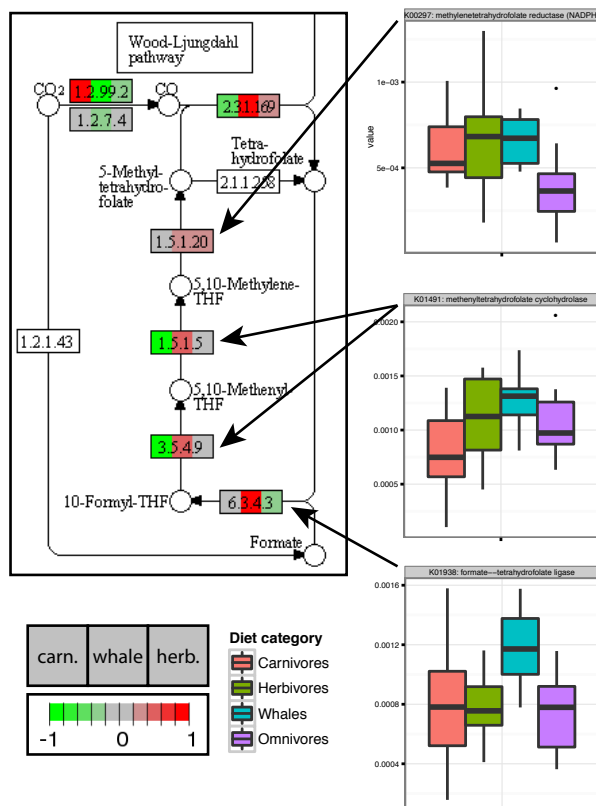 Wood-Ljungdahl
pathway
CO2
1.2.99.2
CO
2.3.1.169
1.2.7.4
Tetra-
hydrofolate
5-Methyl-
tetrahydro-
folate
2.1.1.258
1.5.1.20
5,10-Methylene-
THF
1.2.1.43
1.5.1.5
5,10-Methenyl-
THF
3.5.4.9
10-Formyl-THF
6.3.4.3
Formate
carn. whale herb.
-1 0 1
Diet category
Carnivores
Herbivores
Whales
Omnivores
K00297: methylenetetrahydrofolate reductase (NADPH
1e−03
5e−04
value
K01491: methenyltetrahydrofolate cyclohydrolase
0.0020
0.0015
0.0010
0.0005
K01938: formate−−tetrahydrofolate ligase
0.0016
0.0012
0.0008
0.0004